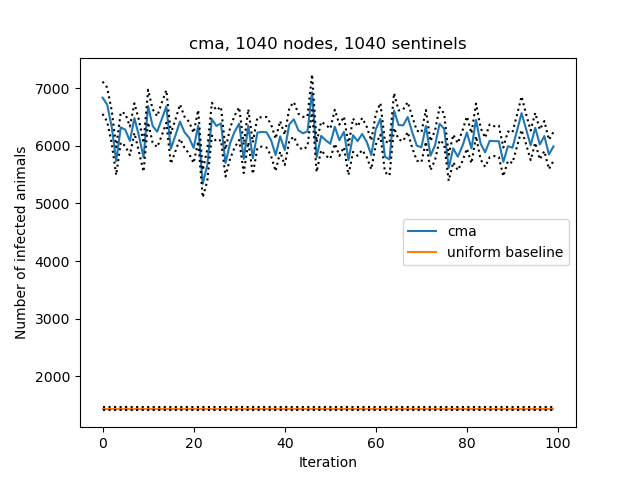 cma, 1040 nodes, 1040 sentinels
Number of infected animals
7000
6000
5000
4000
3000
2000
cma
uniform baseline
0
20
40
60
80
100
Iteration